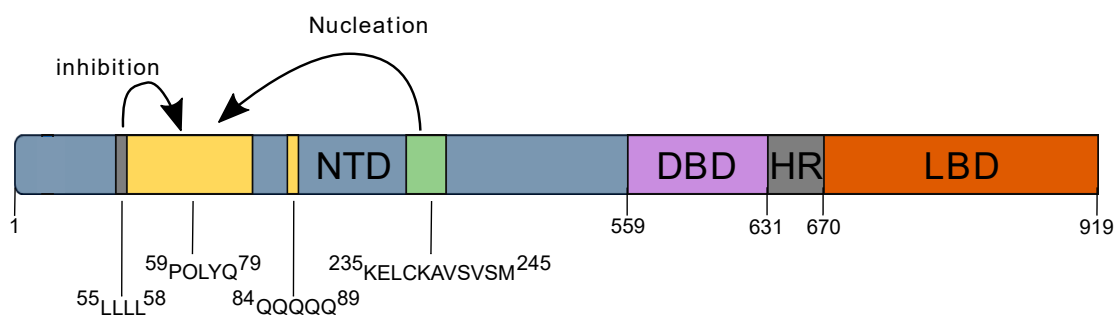 Nucleation
inhibition
NTD DBD HR LBD
1 559 631 670 919
59POLYQ79 235KELCKAVSVSM245
55LLLL58 84QQQQQ89